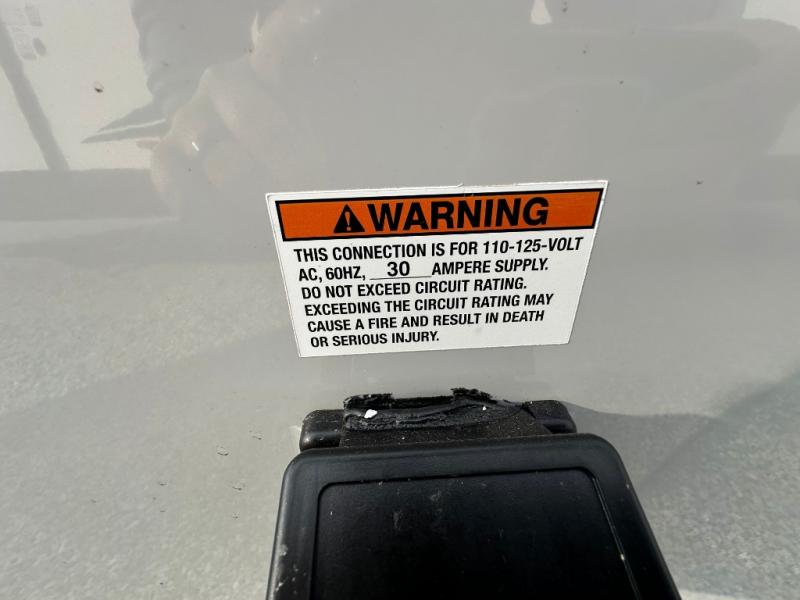 WARNING
THIS CONNECTION IS FOR 110-125-VOLT
AC, 60HZ, 30 AMPERE SUPPLY.
DO NOT EXCEED CIRCUIT RATING.
EXCEEDING THE CIRCUIT RATING MAY
CAUSE A FIRE AND RESULT IN DEATH
OR SERIOUS INJURY.